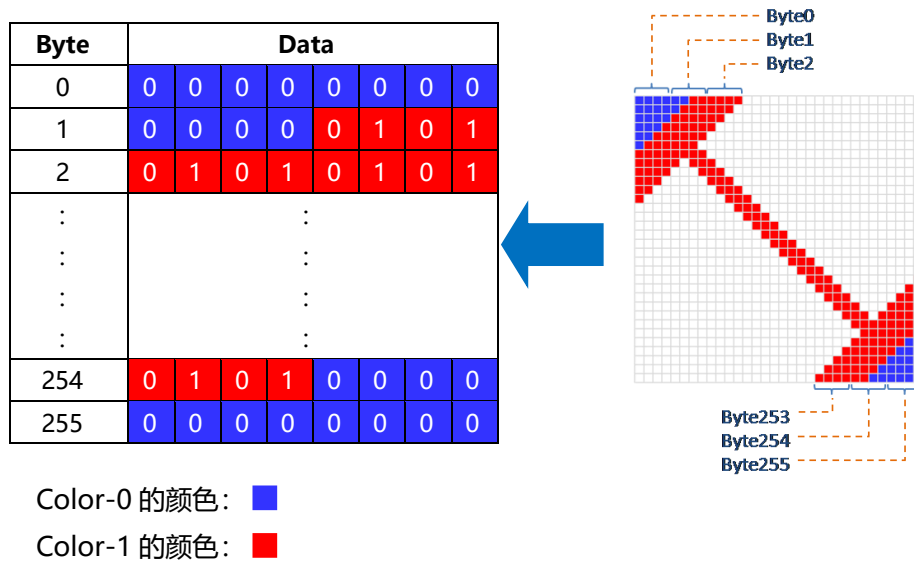 Byte Data
0 0 0 0 0 0 0 0 0
1 0 0 0 0 0 1 0 1
2 0 1 0 1 0 1 0 1
: :
: :
: :
: :
254 0 1 0 1 0 0 0 0
255 0 0 0 0 0 0 0 0
Byte0
Byte1
Byte2
Byte253
Byte254
Byte255
Color-0 的颜色：
Color-1 的颜色：